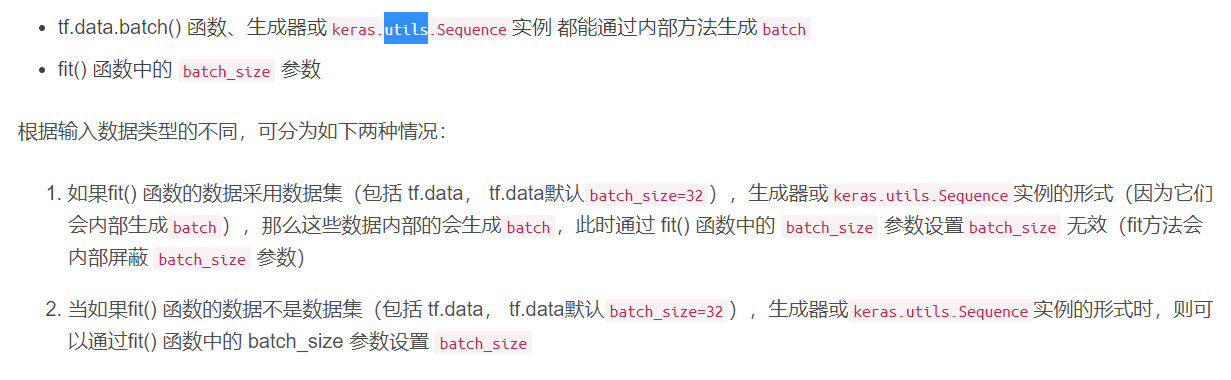 • tf.data.batch() 函数、生成器或 keras.utils.Sequence 实例 都能通过内部方法生成 batch
• fit() 函数中的 batch_size 参数
根据输入数据类型的不同，可分为如下两种情况：
1. 如果fit() 函数的数据采用数据集（包括 tf.data， tf.data默认 batch_size=32 ），生成器或 keras.utils.Sequence 实例的形式（因为它们
会内部生成 batch ），那么这些数据内部的会生成 batch ，此时通过 fit() 函数中的 batch_size 参数设置 batch_size 无效（fit方法会
内部屏蔽 batch_size 参数）
2. 当如果fit() 函数的数据不是数据集（包括 tf.data， tf.data默认 batch_size=32 ），生成器或 keras.utils.Sequence 实例的形式时，则可
以通过fit() 函数中的 batch_size 参数设置 batch_size